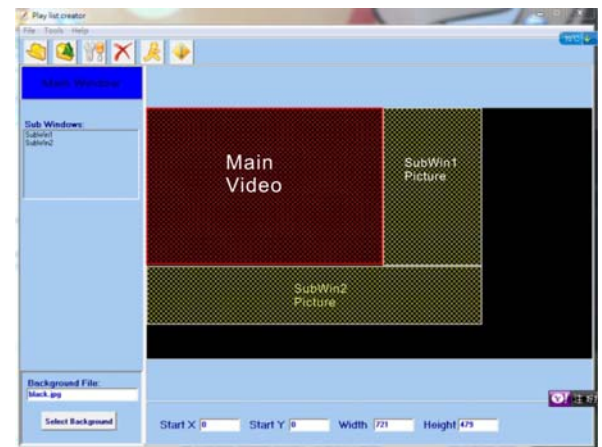 Play list creator
File Tools Help
Main Window
Sub Windows:
SubWin1
SubWin2
Main
Video
SubWin1
Picture
SubWin2
Picture
Background File:
black.jpg
Select Background
Start X 0 Start Y 0 Width 721 Height 479